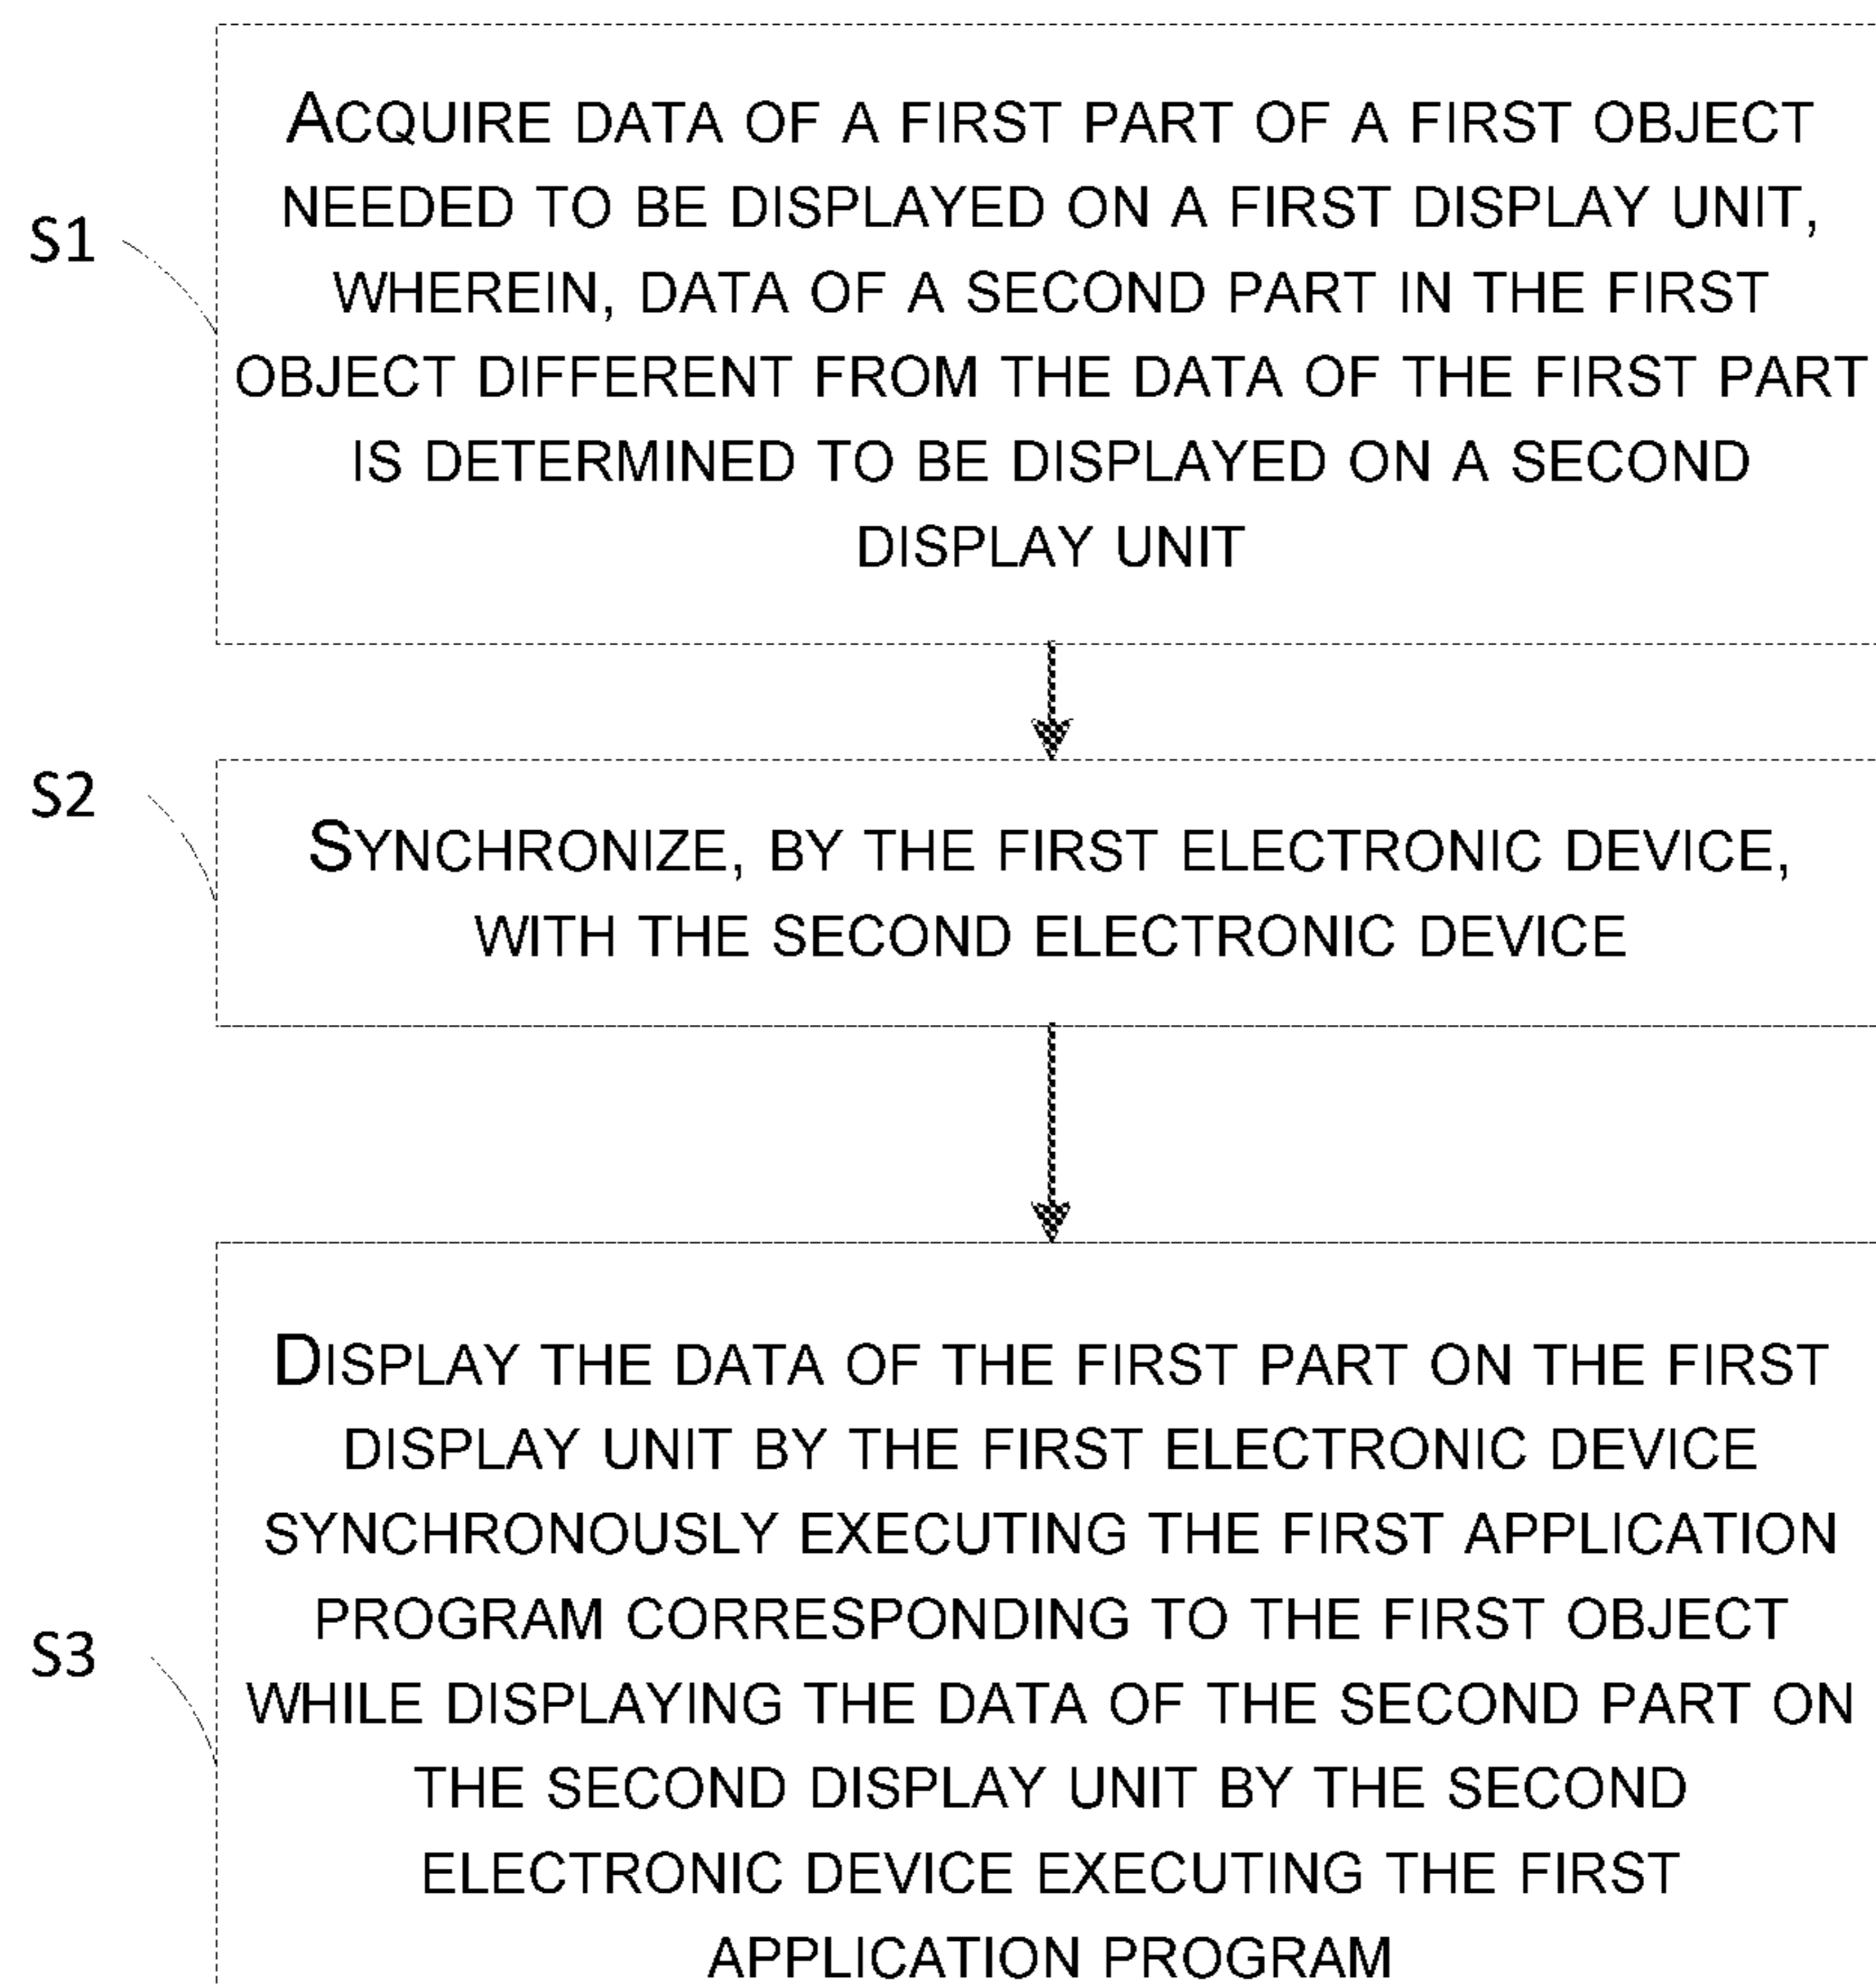 S1
ACQUIRE DATA OF A FIRST PART OF A FIRST OBJECT
NEEDED TO BE DISPLAYED ON A FIRST DISPLAY UNIT,
WHEREIN, DATA OF A SECOND PART IN THE FIRST
OBJECT DIFFERENT FROM THE DATA OF THE FIRST PART
IS DETERMINED TO BE DISPLAYED ON A SECOND
DISPLAY UNIT
S2
SYNCHRONIZE, BY THE FIRST ELECTRONIC DEVICE,
WITH THE SECOND ELECTRONIC DEVICE
S3
DISPLAY THE DATA OF THE FIRST PART ON THE FIRST
DISPLAY UNIT BY THE FIRST ELECTRONIC DEVICE
SYNCHRONOUSLY EXECUTING THE FIRST APPLICATION
PROGRAM CORRESPONDING TO THE FIRST OBJECT
WHILE DISPLAYING THE DATA OF THE SECOND PART ON
THE SECOND DISPLAY UNIT BY THE SECOND
ELECTRONIC DEVICE EXECUTING THE FIRST
APPLICATION PROGRAM